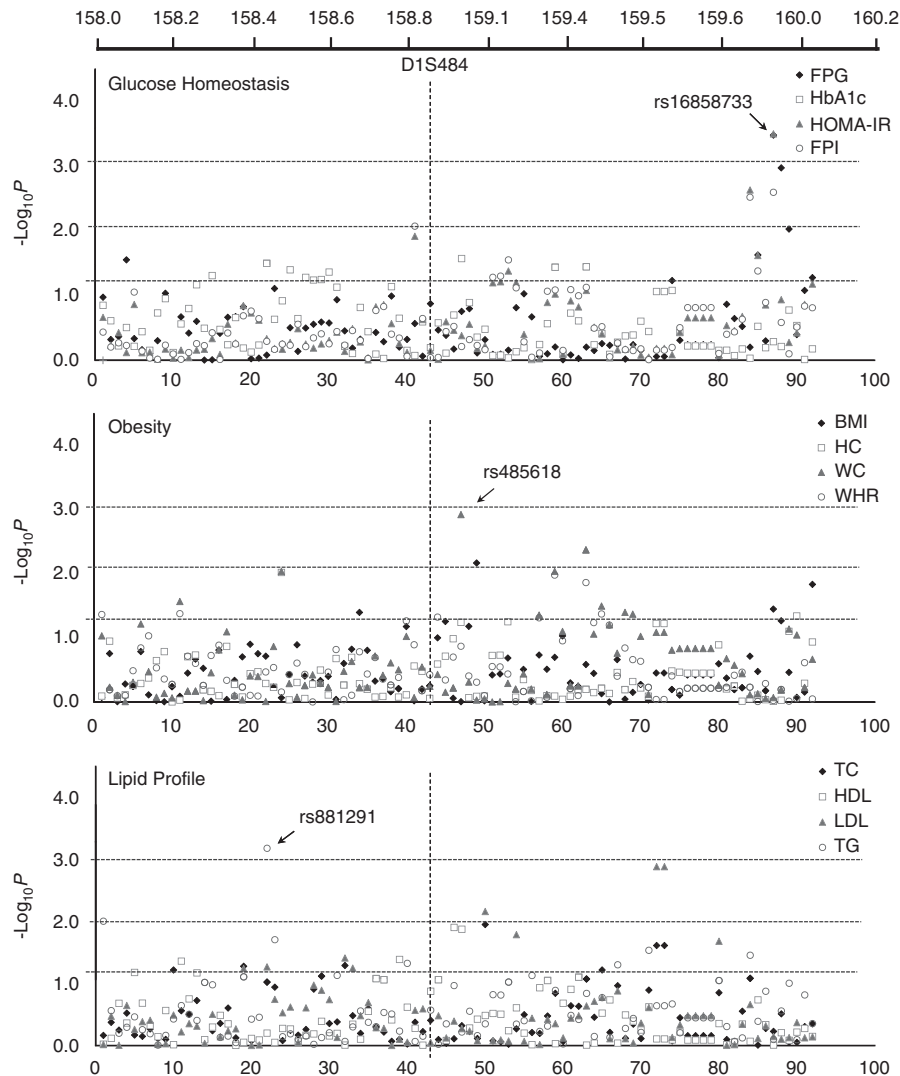 158.0 158.2 158.4 158.6 158.8 159.1 159.4 159.5 159.6 160.0 160.2
D1S484
Glucose Homeostasis
FPG
HbA1c
HOMA-IR
FPI
rs16858733
4.0
3.0
2.0
1.0
0.0
-Log10P
0 10 20 30 40 50 60 70 80 90 100
Obesity
BMI
HC
WC
WHR
rs485618
4.0
3.0
2.0
1.0
0.0
-Log10P
0 10 20 30 40 50 60 70 80 90 100
Lipid Profile
TC
HDL
LDL
TG
rs881291
4.0
3.0
2.0
1.0
0.0
-Log10P
0 10 20 30 40 50 60 70 80 90 100